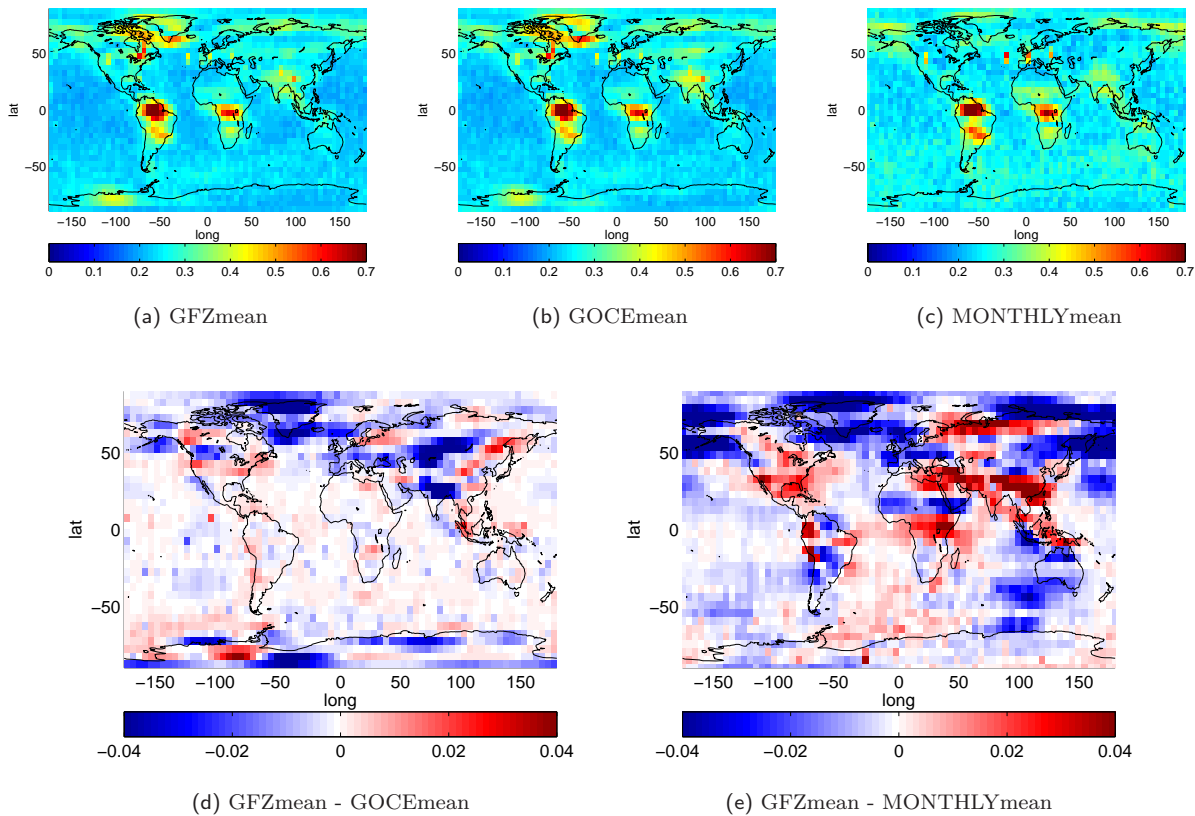 50
0
−50
lat
−150 −100 −50 0 50 100 150
long
0 0.1 0.2 0.3 0.4 0.5 0.6 0.7
(a) GFZmean
50
0
−50
lat
−150 −100 −50 0 50 100 150
long
0 0.1 0.2 0.3 0.4 0.5 0.6 0.7
(b) GOCEmean
50
0
−50
lat
−150 −100 −50 0 50 100 150
long
0 0.1 0.2 0.3 0.4 0.5 0.6 0.7
(c) MONTHLYmean
50
0
−50
lat
−150 −100 −50 0 50 100 150
long
−0.04 −0.02 0 0.02 0.04
(d) GFZmean - GOCEmean
50
0
−50
lat
−150 −100 −50 0 50 100 150
long
−0.04 −0.02 0 0.02 0.04
(e) GFZmean - MONTHLYmean